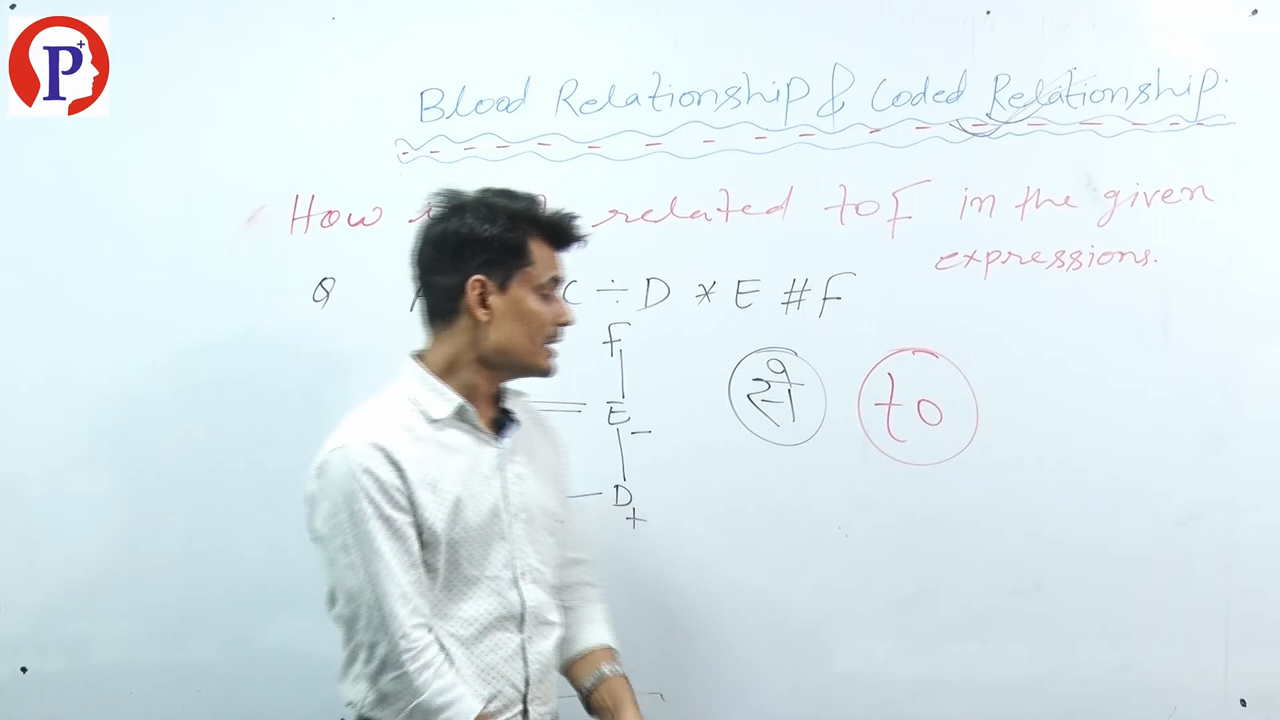 P+
Blood Relationship & Coded Relationship.
How related to F in the given
expressions.
Q C ÷ D * E # F
F
E
-
D
+
से
to